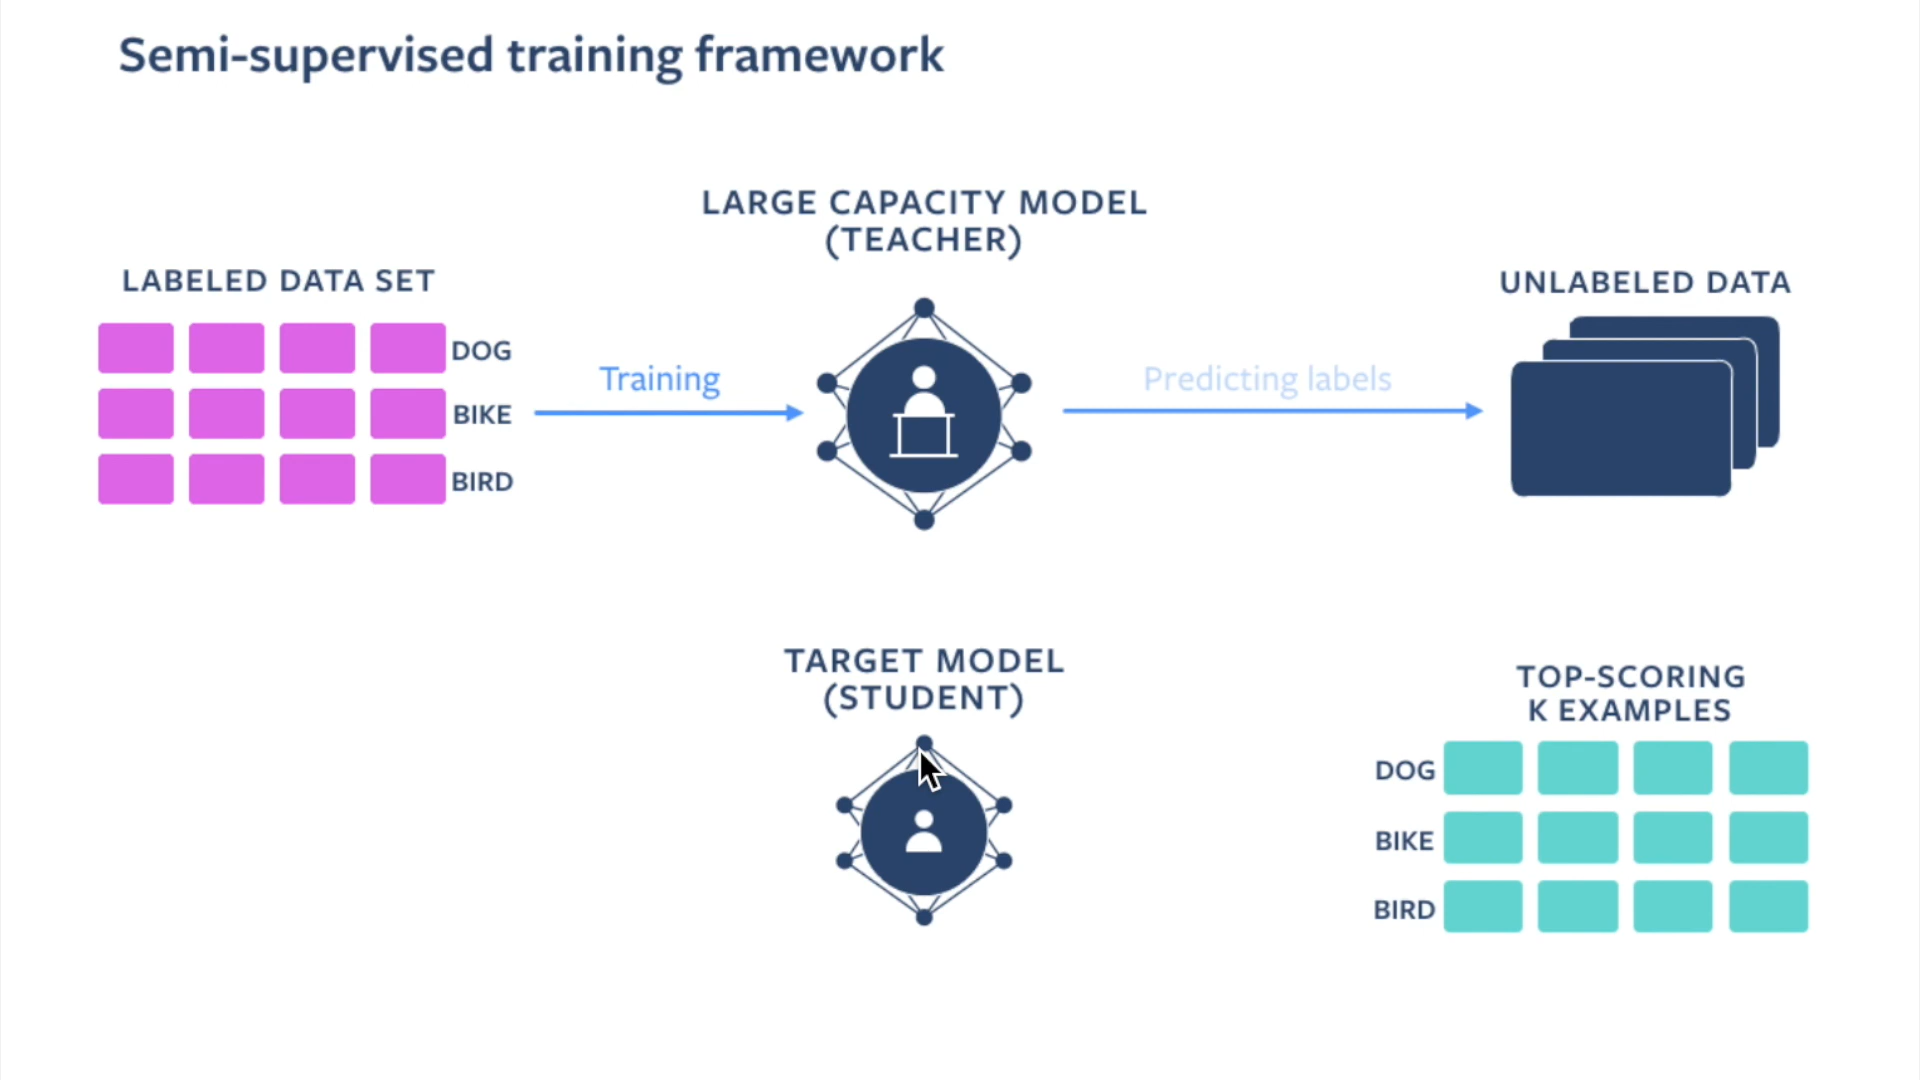 Semi-supervised training framework
LARGE CAPACITY MODEL
(TEACHER)
LABELED DATA SET
UNLABELED DATA
DOG
BIKE
BIRD
Training
Predicting labels
TARGET MODEL
(STUDENT)
TOP-SCORING
K EXAMPLES
DOG
BIKE
BIRD